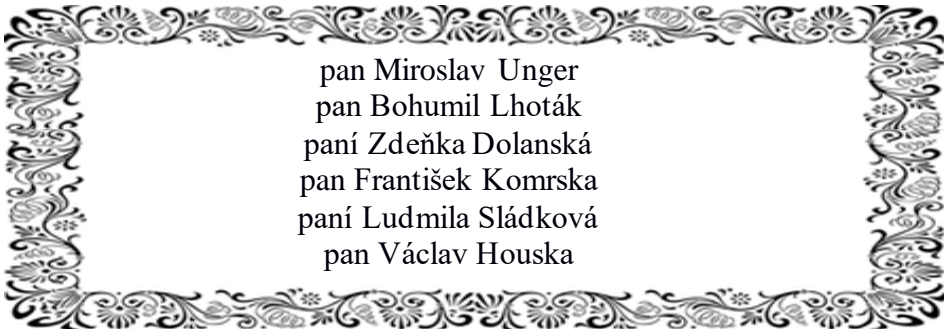 pan Miroslav Unger
pan Bohumil Lhoták
paní Zdeňka Dolanská
pan František Komrska
paní Ludmila Sládková
pan Václav Houska